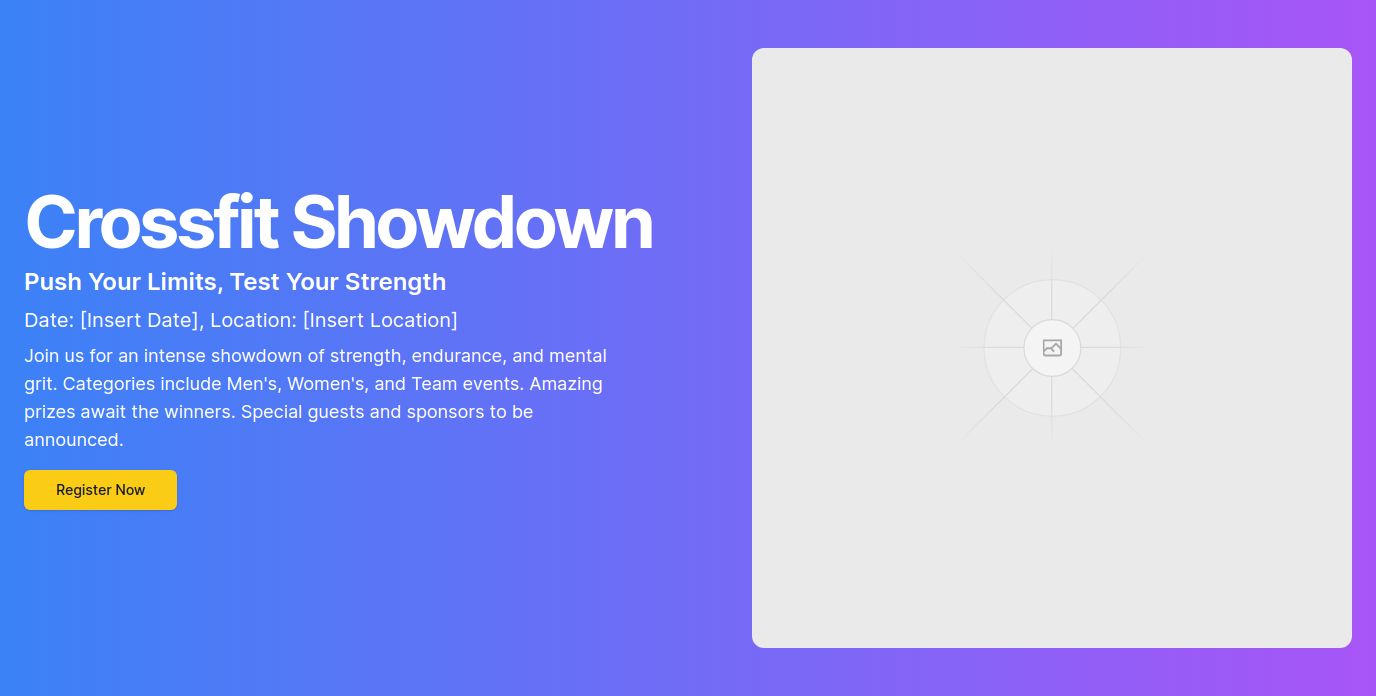 Crossfit Showdown
Push Your Limits, Test Your Strength
Date: [Insert Date], Location: [Insert Location]
Join us for an intense showdown of strength, endurance, and mental
grit. Categories include Men's, Women's, and Team events. Amazing
prizes await the winners. Special guests and sponsors to be
announced.
Register Now